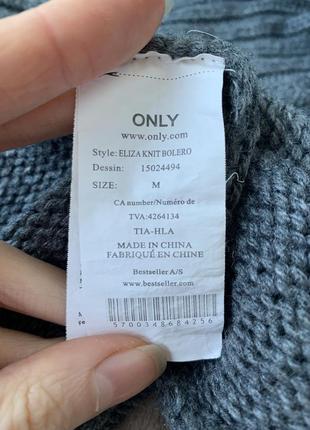 ONLY
www.only.com
Style: ELIZA KNIT BOLERO
Dessin: 15024494
SIZE: M
CA number/Numéro de
TVA:4264134
TIA-HLA
MADE IN CHINA
FABRIQUÉ EN CHINE
Bestseller A/S
www.bestseller.com
5700348684256